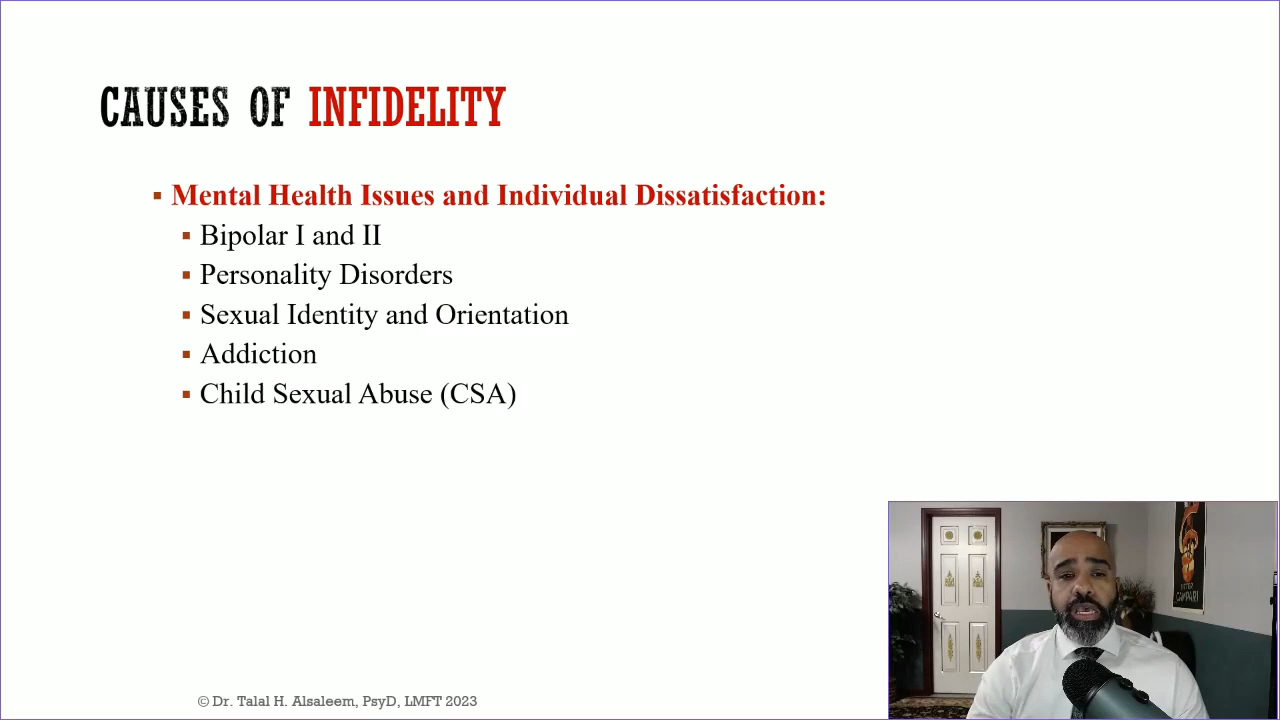 CAUSES OF INFIDELITY
Mental Health Issues and Individual Dissatisfaction:
Bipolar I and II
Personality Disorders
Sexual Identity and Orientation
Addiction
Child Sexual Abuse (CSA)
CAMPARI
© Dr. Talal H. Alsaleem, PsyD, LMFT 2023